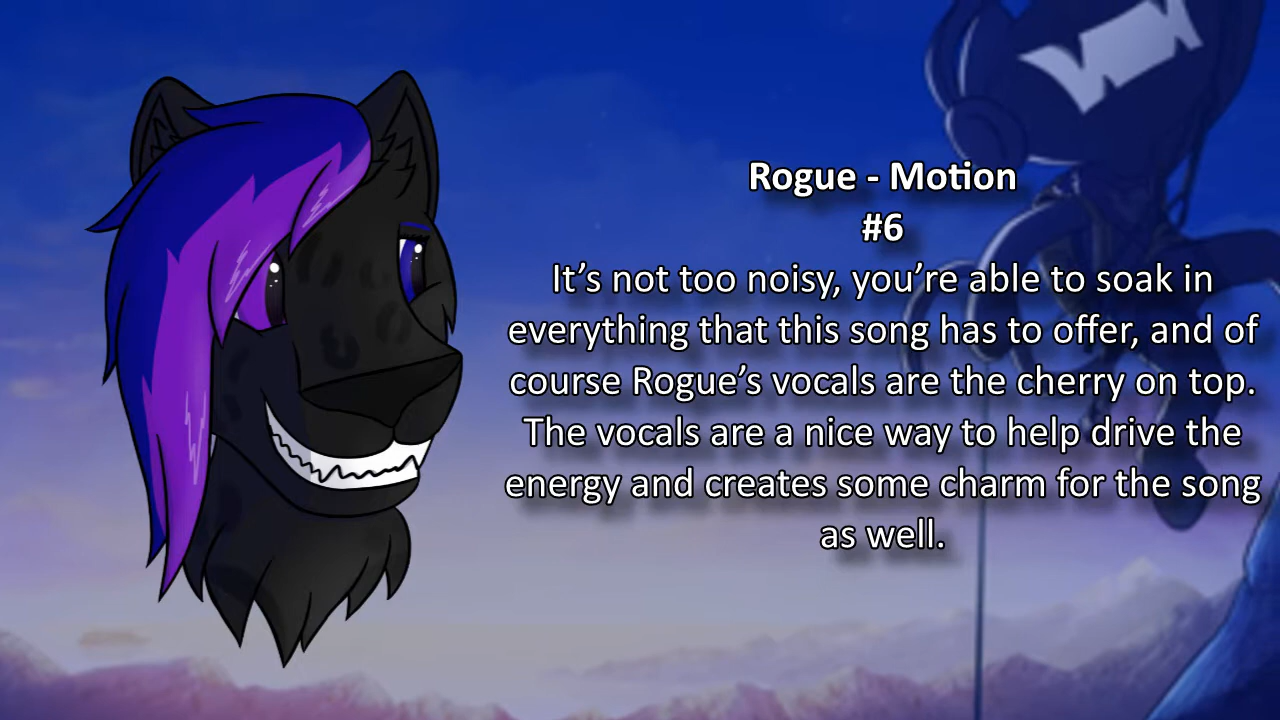 Rogue - Motion
#6
It’s not too noisy, you’re able to soak in
everything that this song has to offer, and of
course Rogue’s vocals are the cherry on top.
The vocals are a nice way to help drive the
energy and creates some charm for the song
as well.